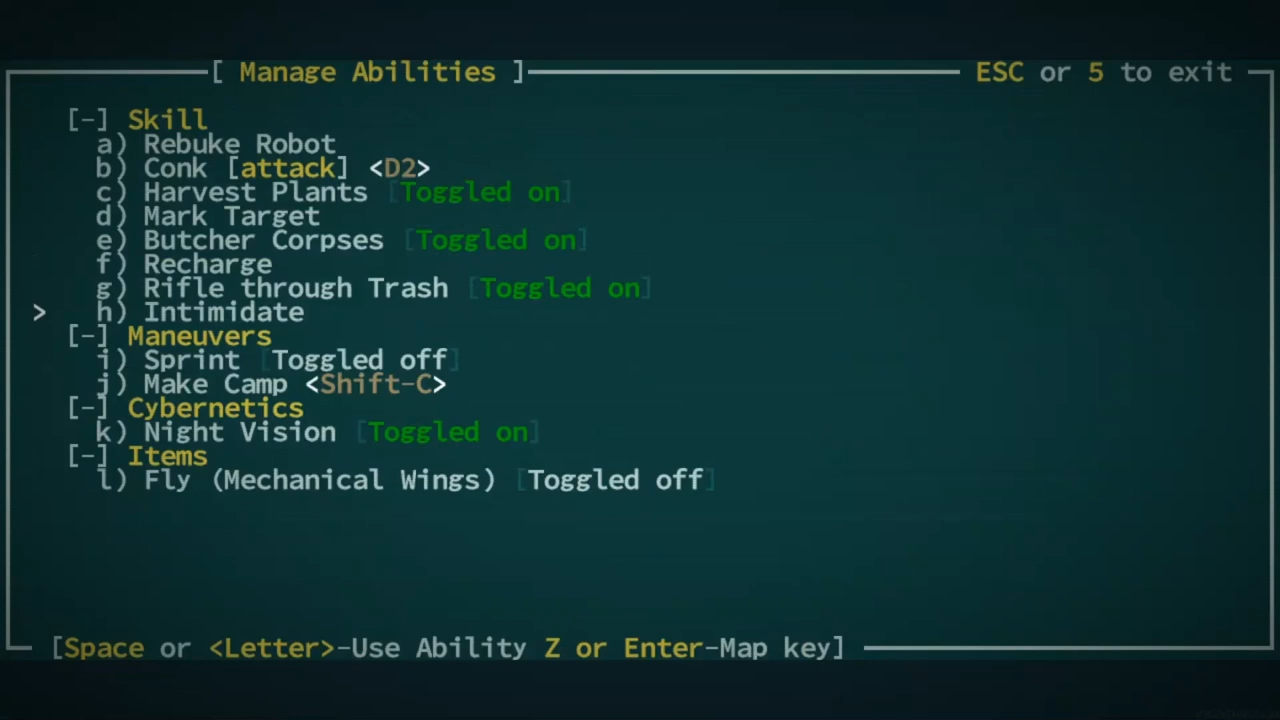 [ Manage Abilities ] ESC or 5 to exit
[-] Skill
a) Rebuke Robot
b) Conk [attack] <D2>
c) Harvest Plants [Toggled on]
d) Mark Target
e) Butcher Corpses [Toggled on]
f) Recharge
g) Rifle through Trash [Toggled on]
> h) Intimidate
[-] Maneuvers
i) Sprint [Toggled off]
j) Make Camp <Shift-C>
[-] Cybernetics
k) Night Vision [Toggled on]
[-] Items
l) Fly (Mechanical Wings) [Toggled off]
[Space or <Letter>-Use Ability Z or Enter-Map key]